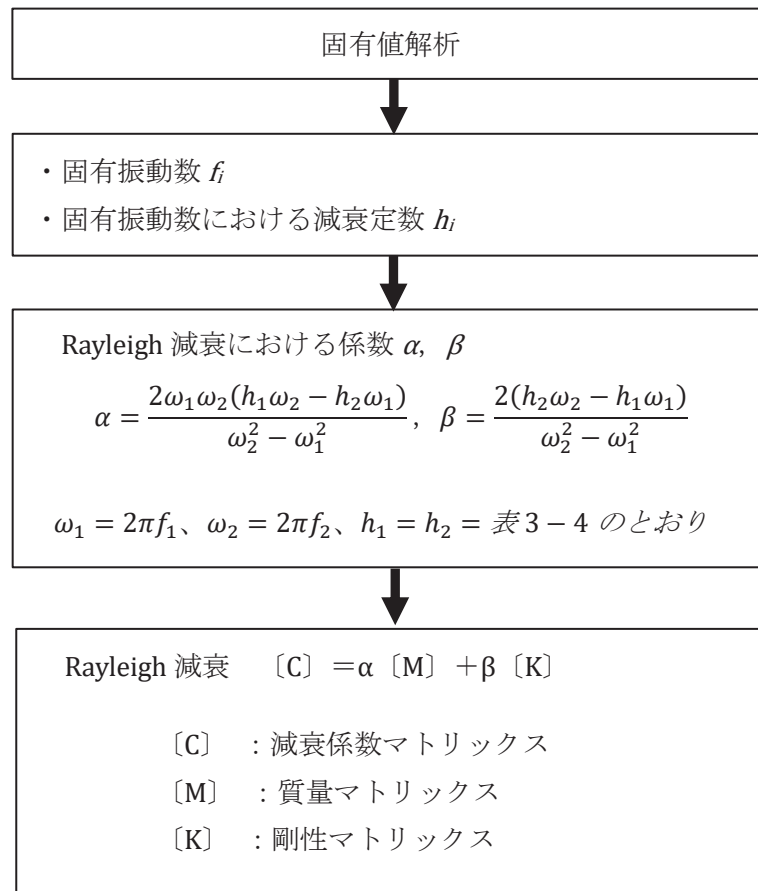 固有値解析
・固有振動数 fi
・固有振動数における減衰定数 hi
Rayleigh 減衰における係数 α, β
α = 2ω₁ω₂(h₁ω₂ − h₂ω₁) / (ω₂² − ω₁²) , β = 2(h₂ω₂ − h₁ω₁) / (ω₂² − ω₁²)
ω₁ = 2πf₁、ω₂ = 2πf₂、h₁ = h₂ = 表 3 − 4 のとおり
Rayleigh 減衰 〔C〕=α〔M〕+β〔K〕
〔C〕 :減衰係数マトリックス
〔M〕 :質量マトリックス
〔K〕 :剛性マトリックス